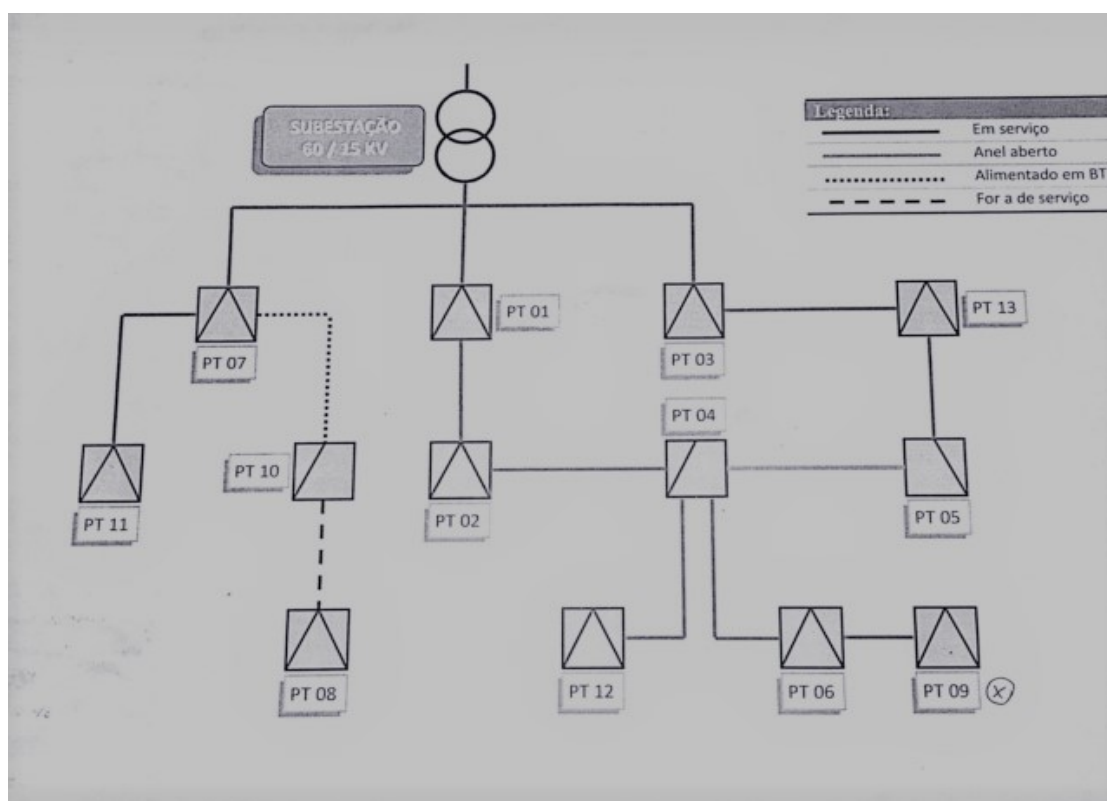 SUBESTAÇÃO
60 / 15 KV
Legenda:
Em serviço
Anel aberto
Alimentado em BT
For a de serviço
PT 01
PT 13
PT 07
PT 03
PT 04
PT 10
PT 11
PT 02
PT 05
PT 08
PT 12
PT 06
PT 09
X